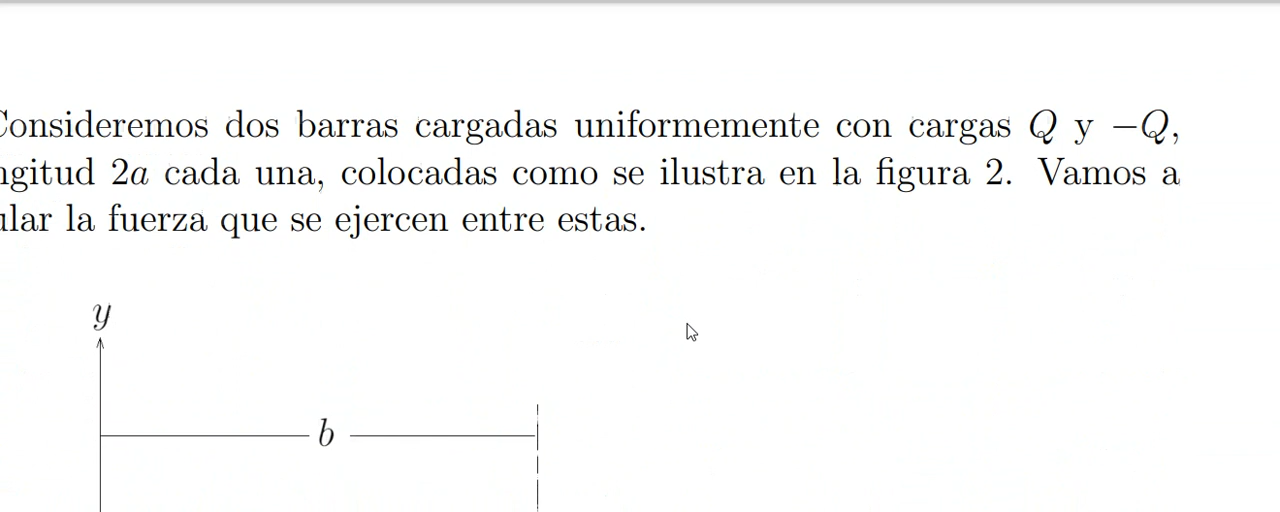 Consideremos dos barras cargadas uniformemente con cargas Q y −Q,
ngitud 2a cada una, colocadas como se ilustra en la figura 2. Vamos a
ular la fuerza que se ejercen entre estas.
y
b